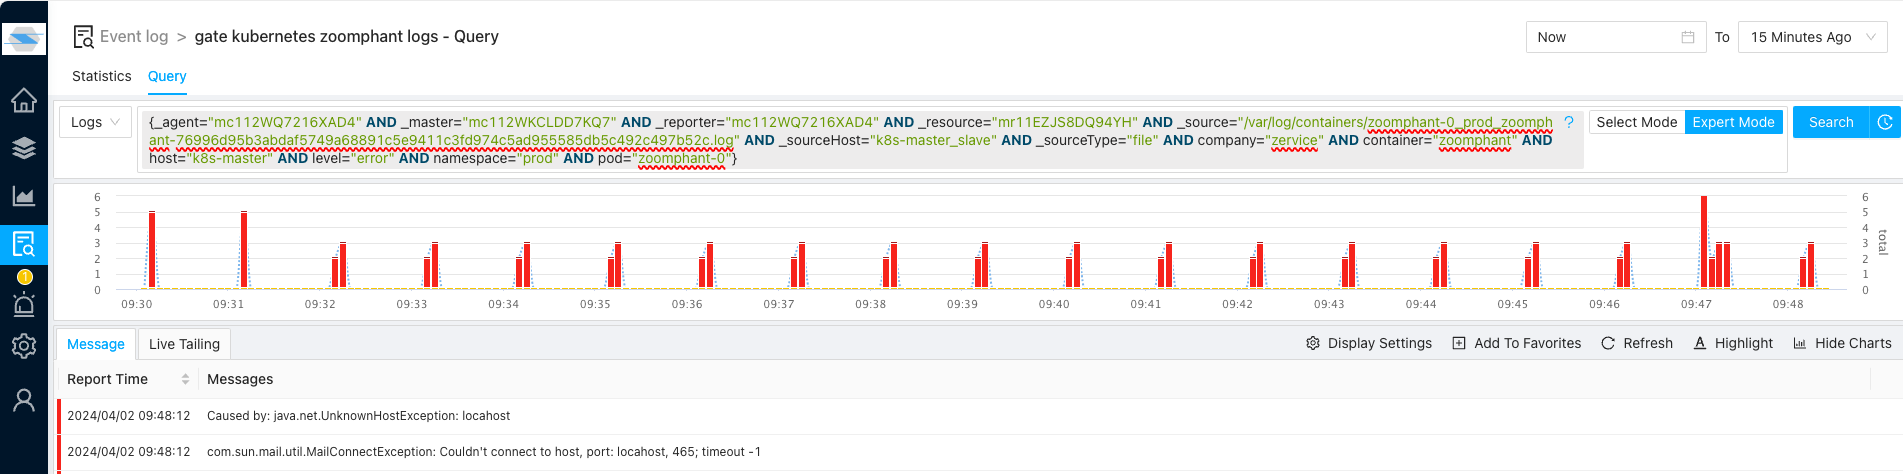 Event log > gate kubernetes zoomphant logs - Query
Now To 15 Minutes Ago
Statistics Query
Logs
{_agent="mc112WQ7216XAD4" AND _master="mc112WKCLDD7KQ7" AND _reporter="mc112WQ7216XAD4" AND _resource="mr11EZJS8DQ94YH" AND _source="/var/log/containers/zoomphant-0_prod_zoomph
ant-76996d95b3abdaf5749a68891c5e9411c3fd974c5ad955585db5c492c497b52c.log" AND _sourceHost="k8s-master_slave" AND _sourceType="file" AND company="zervice" AND container="zoomphant" AND
host="k8s-master" AND level="error" AND namespace="prod" AND pod="zoomphant-0"}
?
Select Mode Expert Mode Search
6 6
5 5
4 4
3 3
2 2
1 1
0 0
total
09:30 09:31 09:32 09:33 09:34 09:35 09:36 09:37 09:38 09:39 09:40 09:41 09:42 09:43 09:44 09:45 09:46 09:47 09:48
1
Message Live Tailing Display Settings Add To Favorites Refresh A Highlight Hide Charts
Report Time Messages
2024/04/02 09:48:12 Caused by: java.net.UnknownHostException: locahost
2024/04/02 09:48:12 com.sun.mail.util.MailConnectException: Couldn't connect to host, port: locahost, 465; timeout -1